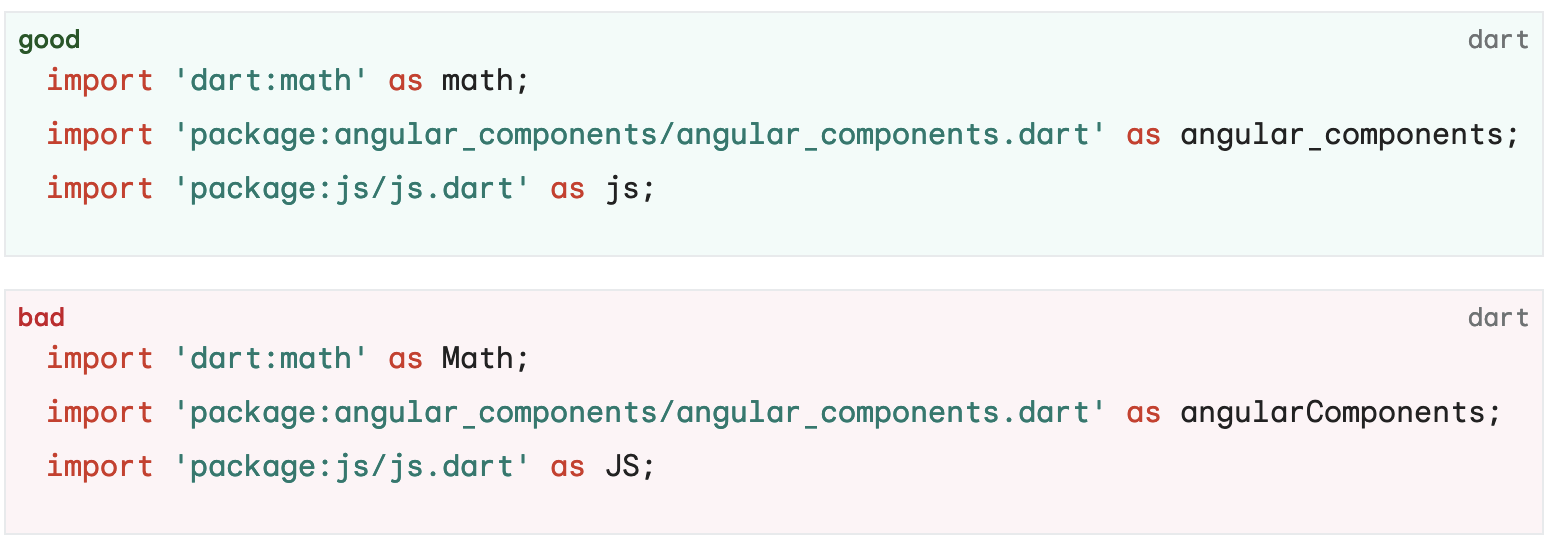 good dart
import 'dart:math' as math;
import 'package:angular_components/angular_components.dart' as angular_components;
import 'package:js/js.dart' as js;
bad dart
import 'dart:math' as Math;
import 'package:angular_components/angular_components.dart' as angularComponents;
import 'package:js/js.dart' as JS;